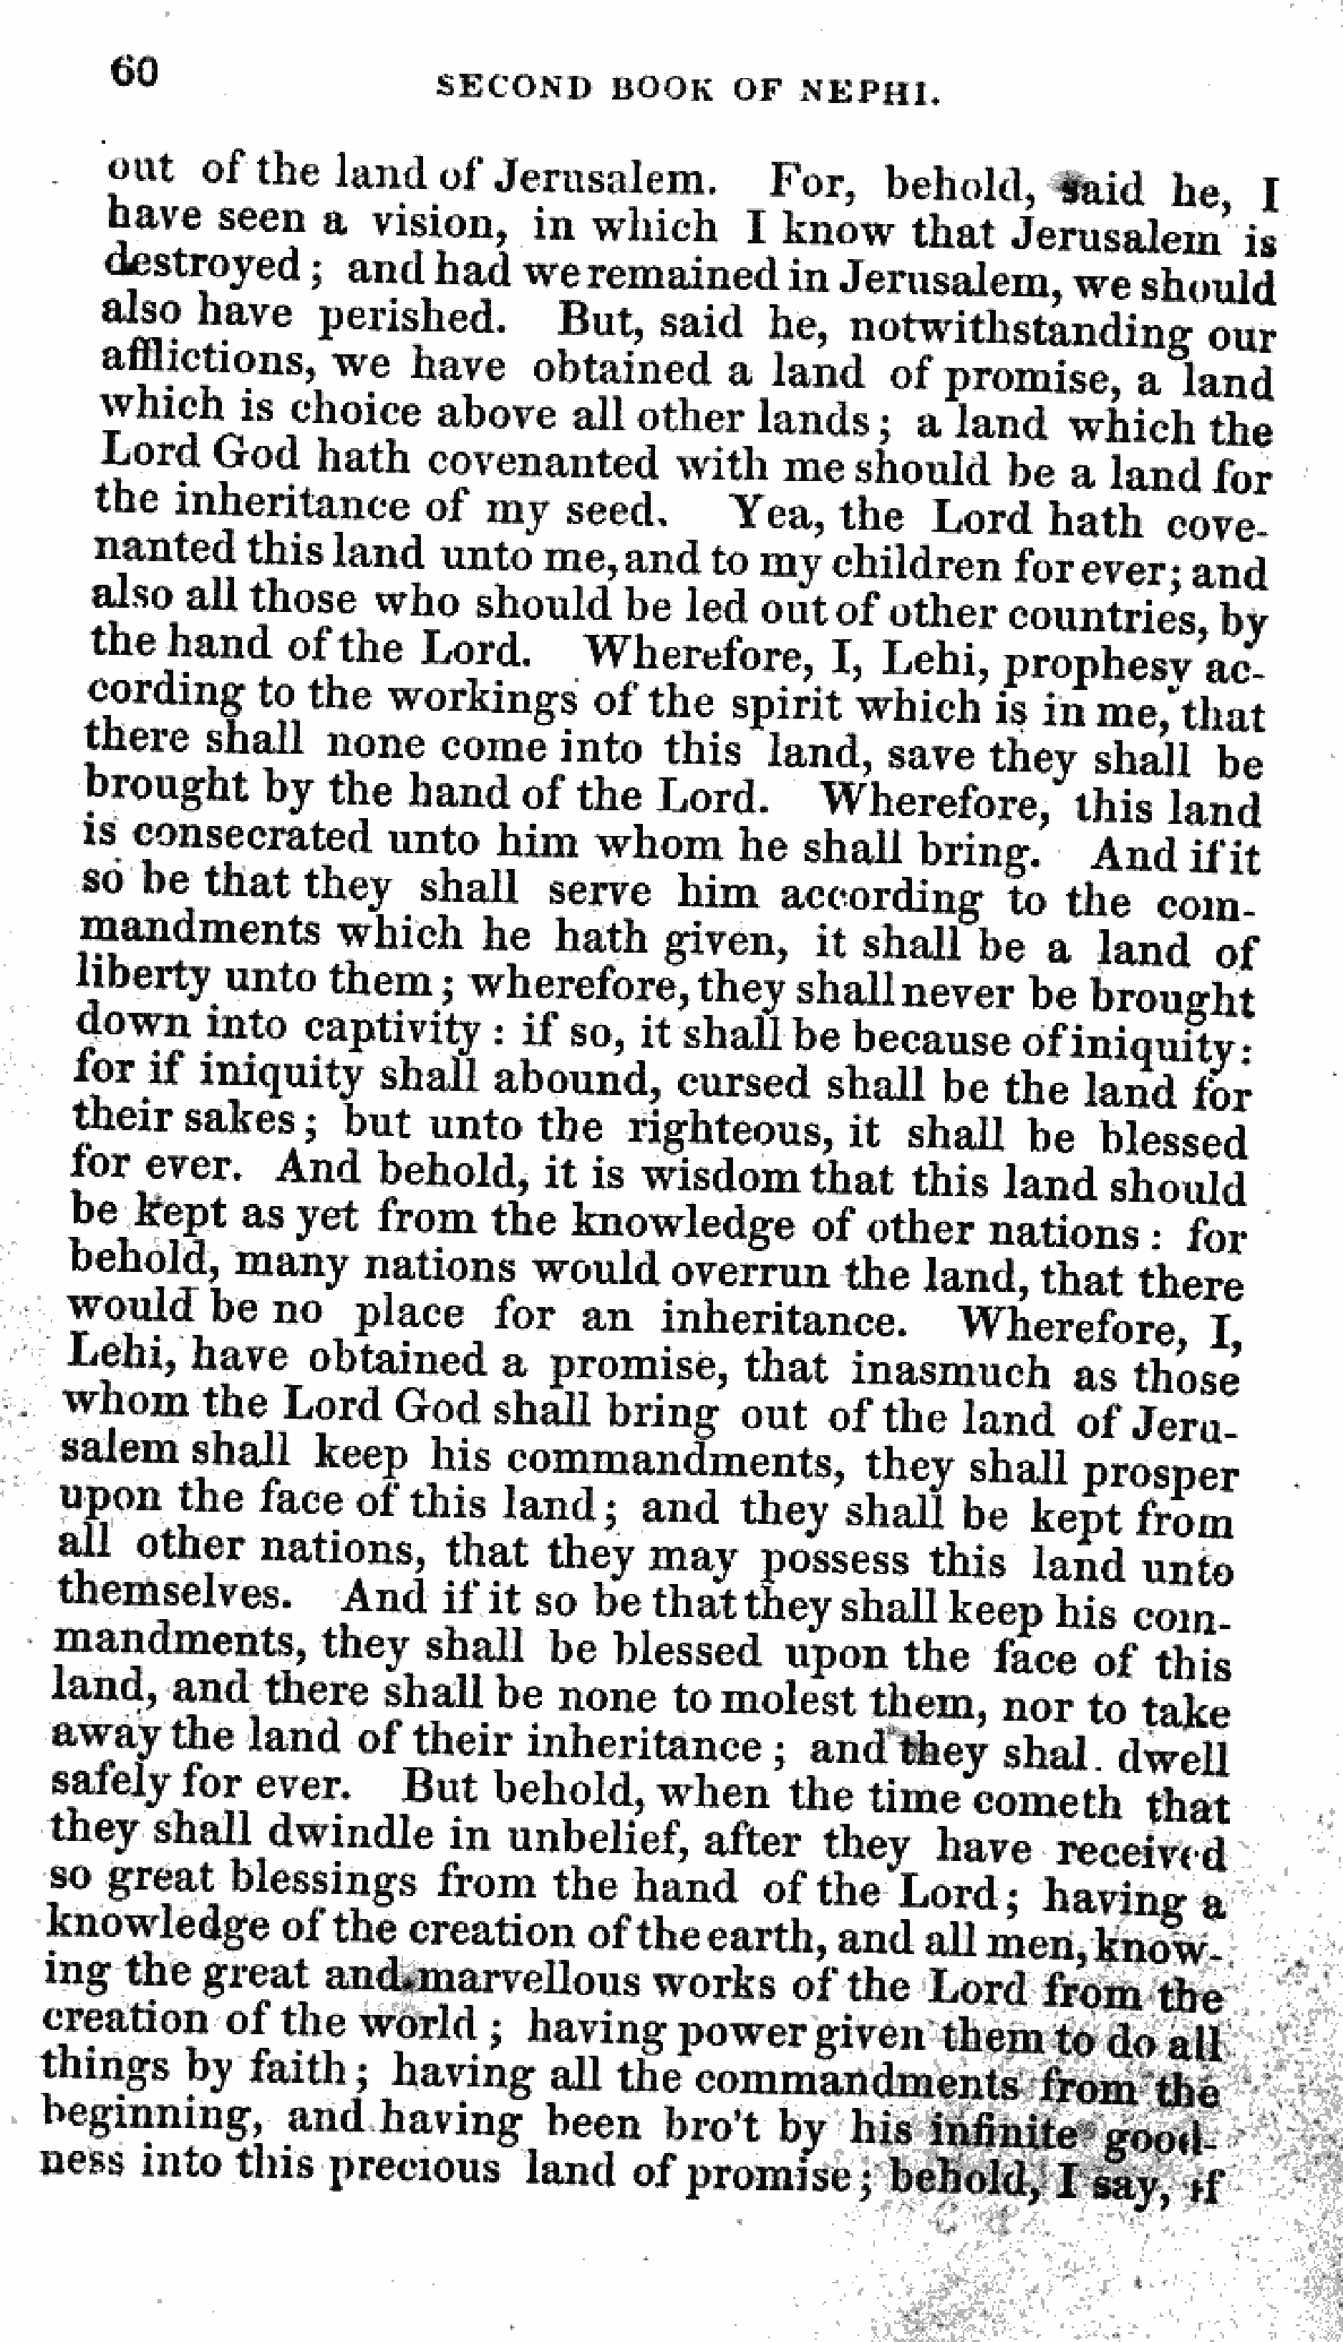 60
SECOND BOOK OF NEPHI.
out of the land of Jerusalem. For, behold, said he, I
have seen a vision, in which I know that Jerusalem is
destroyed; and had we remained in Jerusalem, we should
also have perished. But, said he, notwithstanding our
afflictions, we have obtained a land of promise, a land
which is choice above all other lands; a land which the
Lord God hath covenanted with me should be a land for
the inheritance of my seed. Yea, the Lord hath cove-
nanted this land unto me, and to my children for ever; and
also all those who should be led out of other countries, by
the hand of the Lord. Wherefore, I, Lehi, prophesy ac-
cording to the workings of the spirit which is in me, that
there shall none come into this land, save they shall be
brought by the hand of the Lord. Wherefore, this land
is consecrated unto him whom he shall bring. And if it
so be that they shall serve him according to the com-
mandments which he hath given, it shall be a land of
liberty unto them; wherefore, they shall never be brought
down into captivity: if so, it shall be because of iniquity:
for if iniquity shall abound, cursed shall be the land for
their sakes; but unto the righteous, it shall be blessed
for ever. And behold, it is wisdom that this land should
be kept as yet from the knowledge of other nations: for
behold, many nations would overrun the land, that there
would be no place for an inheritance. Wherefore, I,
Lehi, have obtained a promise, that inasmuch as those
whom the Lord God shall bring out of the land of Jeru-
salem shall keep his commandments, they shall prosper
upon the face of this land; and they shall be kept from
all other nations, that they may possess this land unto
themselves. And if it so be that they shall keep his com-
mandments, they shall be blessed upon the face of this
land, and there shall be none to molest them, nor to take
away the land of their inheritance; and they shal. dwell
safely for ever. But behold, when the time cometh that
they shall dwindle in unbelief, after they have received
so great blessings from the hand of the Lord; having a
knowledge of the creation of the earth, and all men, know-
ing the great and marvellous works of the Lord from the
creation of the world; having power given them to do all
things by faith; having all the commandments from the
beginning, and having been bro't by his infinite good-
ness into this precious land of promise; behold, I say, if